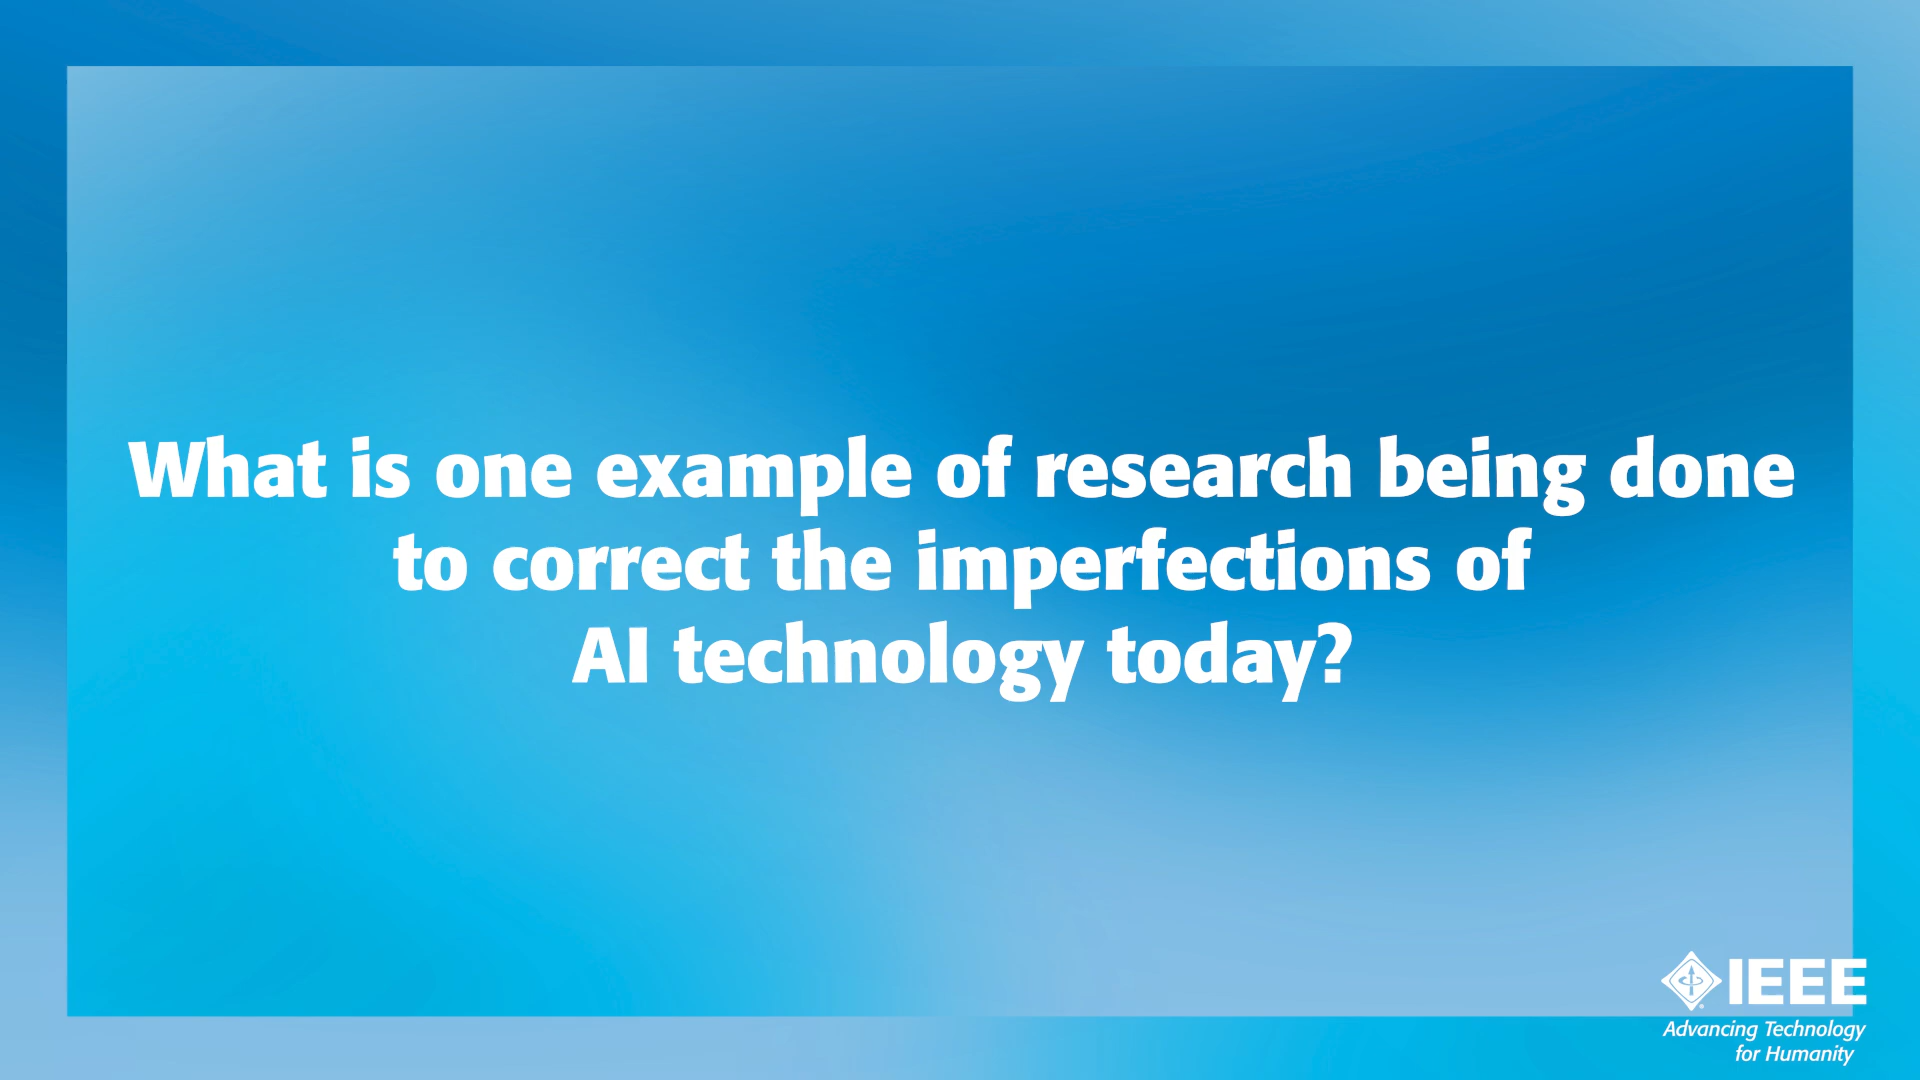 What is one example of research being done
to correct the imperfections of
AI technology today?
IEEE
Advancing Technology
for Humanity